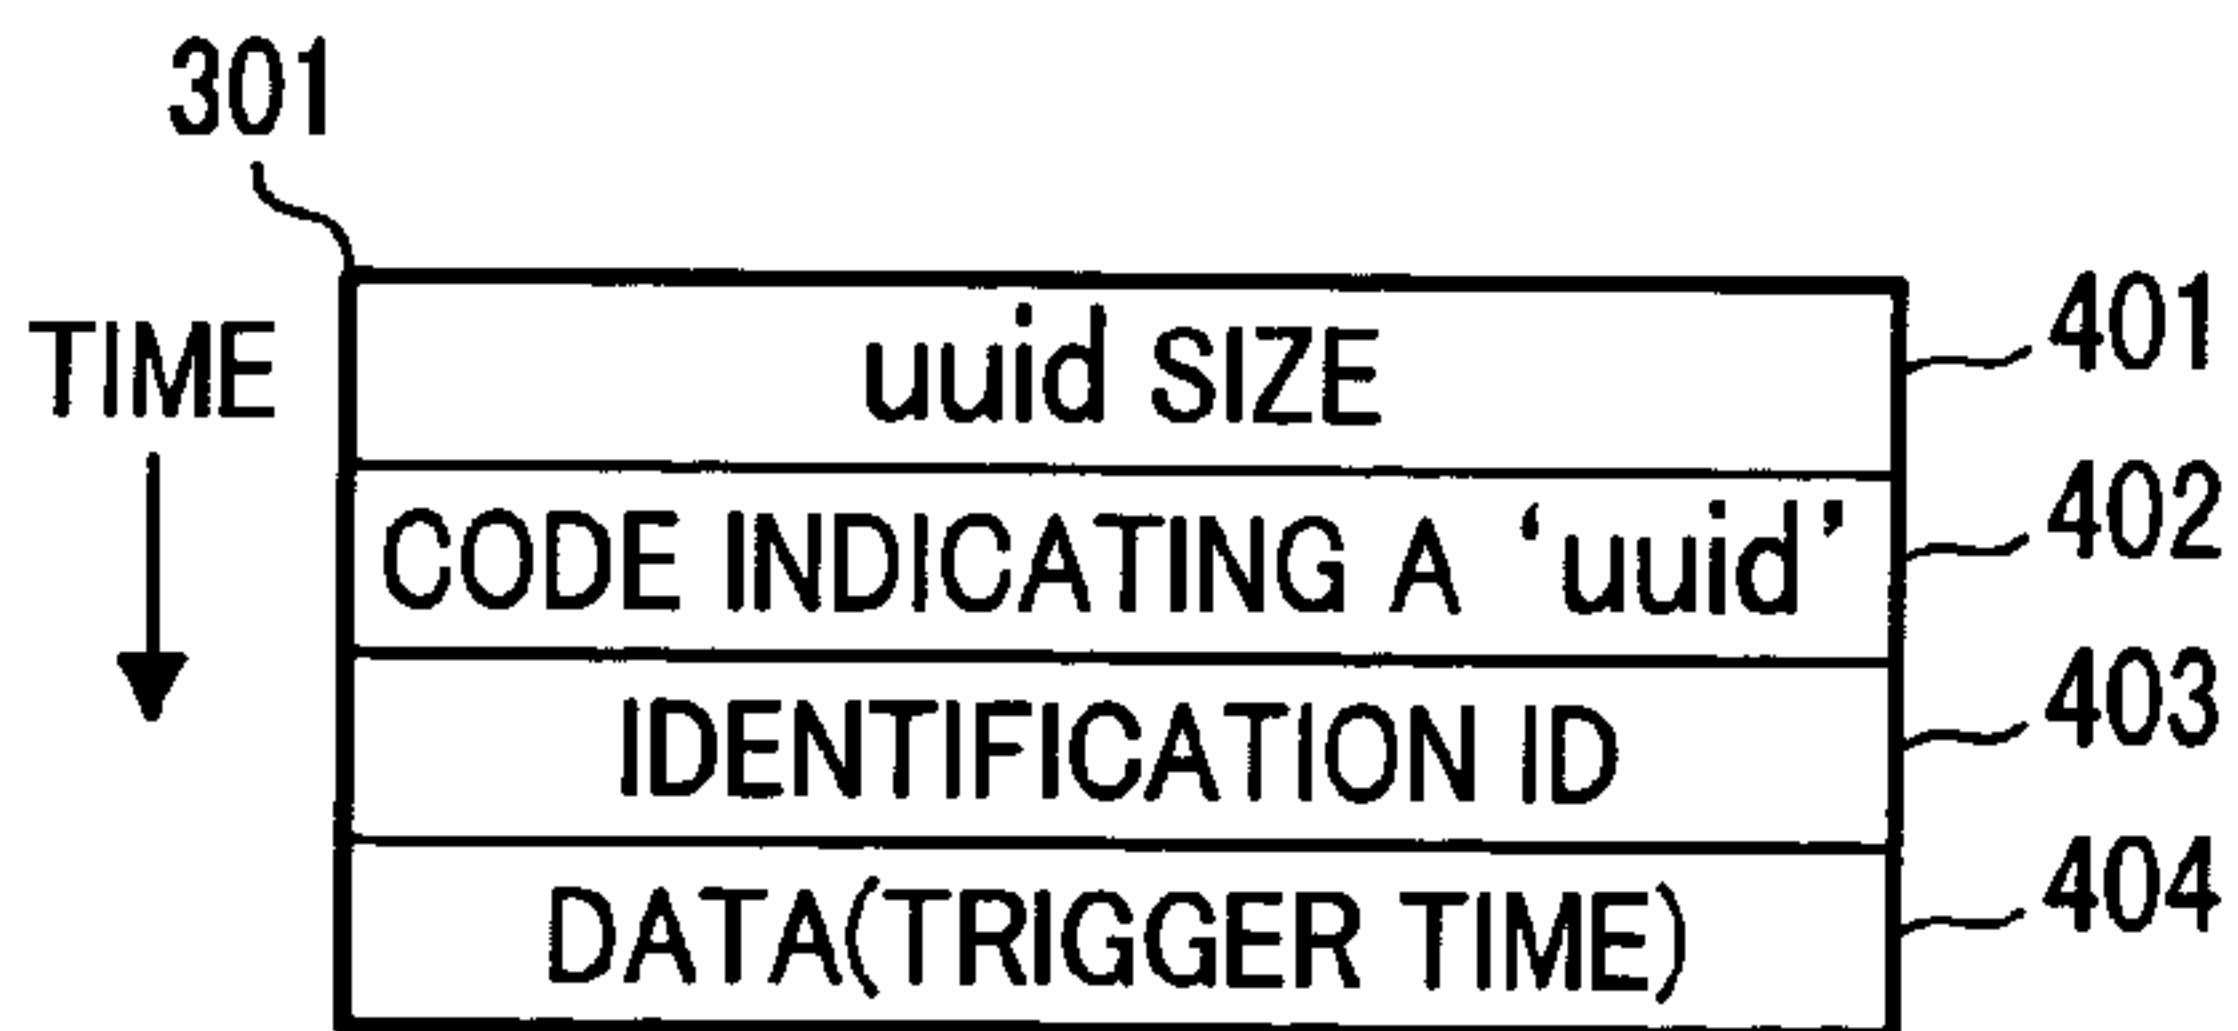 301
TIME
uuid SIZE
401
CODE INDICATING A ‘uuid’
402
IDENTIFICATION ID
403
DATA(TRIGGER TIME)
404